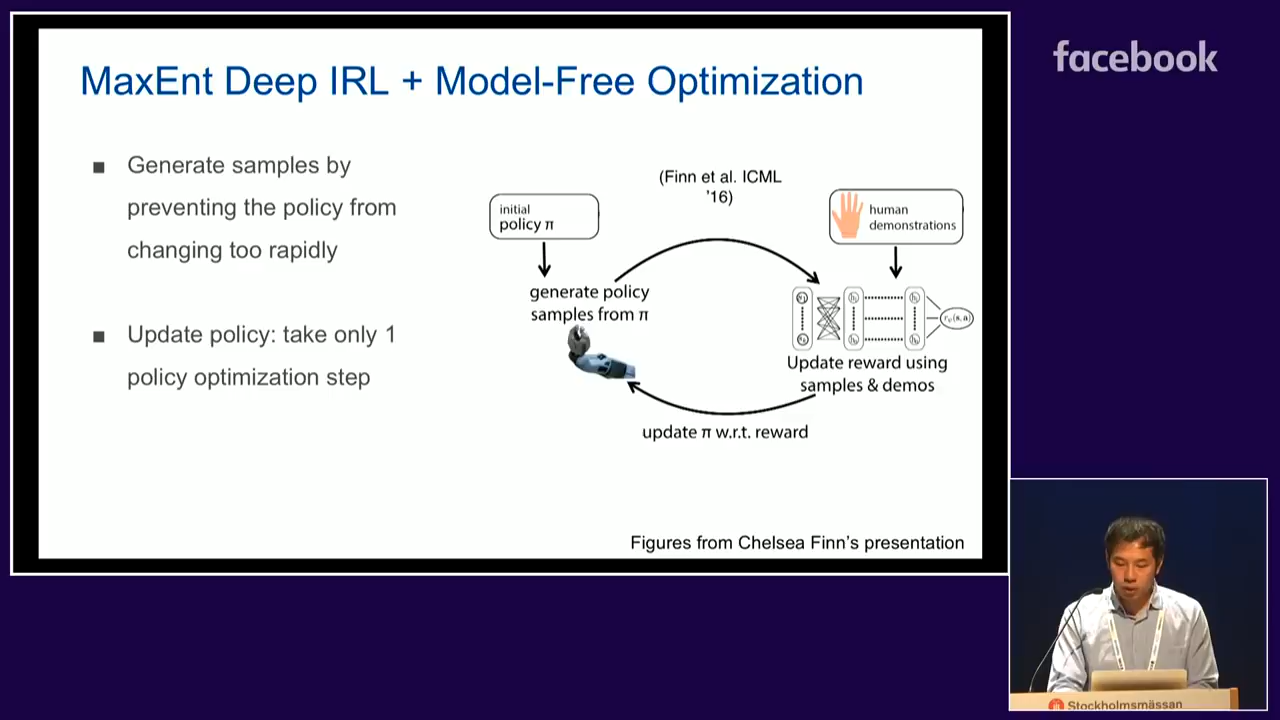 MaxEnt Deep IRL + Model-Free Optimization
facebook
■ Generate samples by
preventing the policy from
changing too rapidly
■ Update policy: take only 1
policy optimization step
(Finn et al. ICML
’16)
initial
policy π
human
demonstrations
generate policy
samples from π
Update reward using
samples & demos
update π w.r.t. reward
Figures from Chelsea Finn’s presentation
Stockholmsmässan